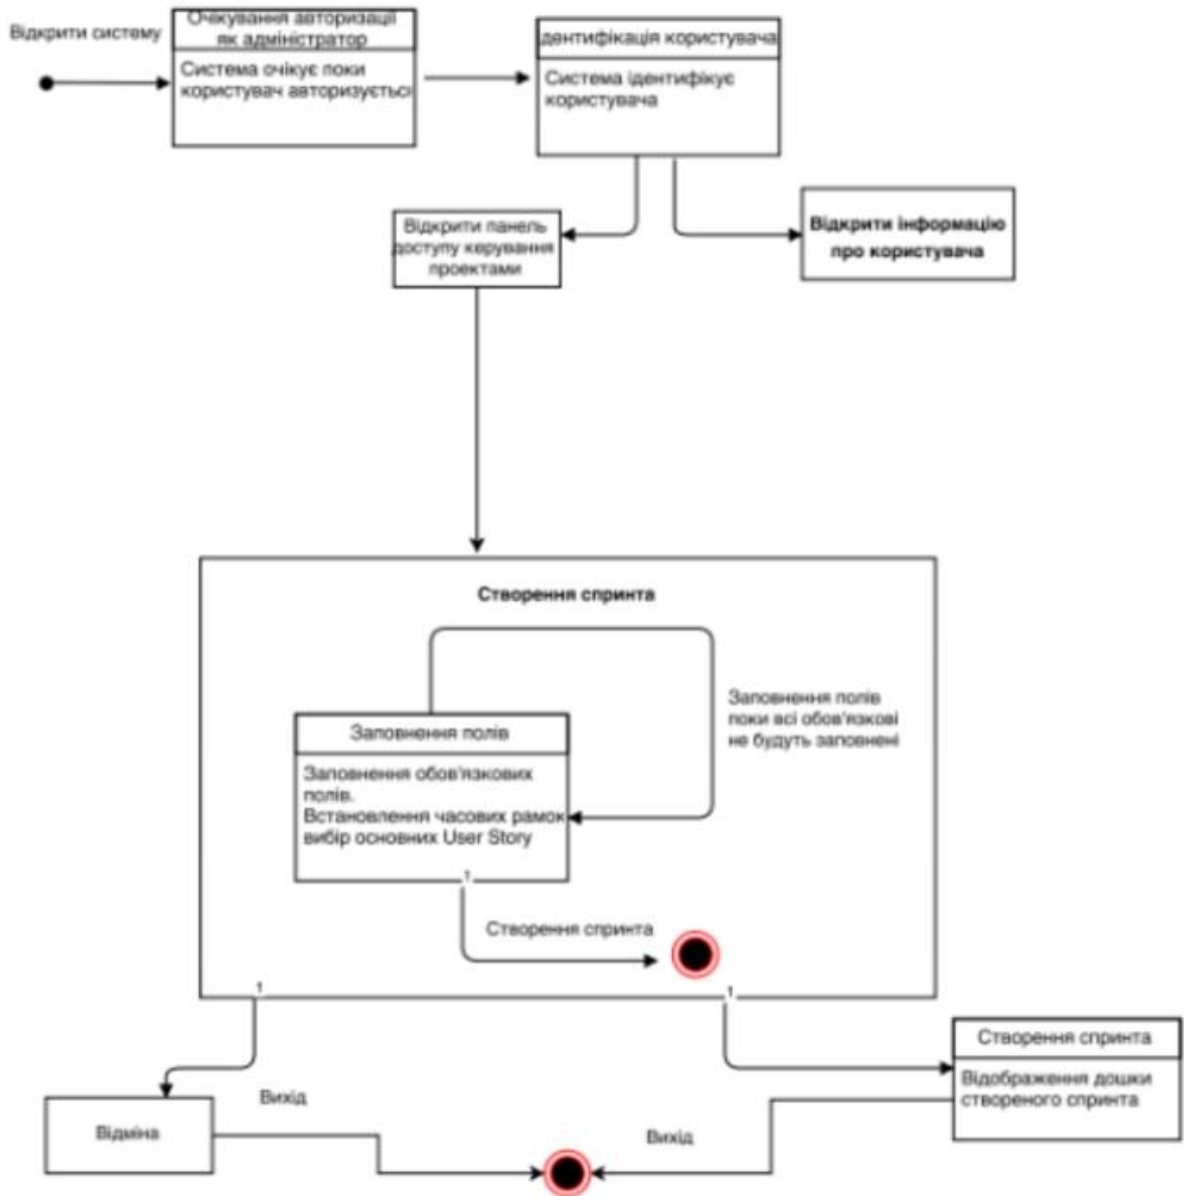 Відкрити систему
Очікування авторизації
як адміністратор
Система очікує поки
користувач авторизується
дентифікація користувача
Система ідентифікує
користувача
Відкрити панель
доступу керування
проектами
Відкрити інформацію
про користувача
Створення спринта
Заповнення полів
поки всі обов'язкові
не будуть заповнені
Заповнення полів
Заповнення обов'язкових
полів.
Встановлення часових рамок
вибір основних User Story
1
Створення спринта
1
1
Створення спринта
Відображення дошки
створеного спринта
Вихід
Відміна
Вихід